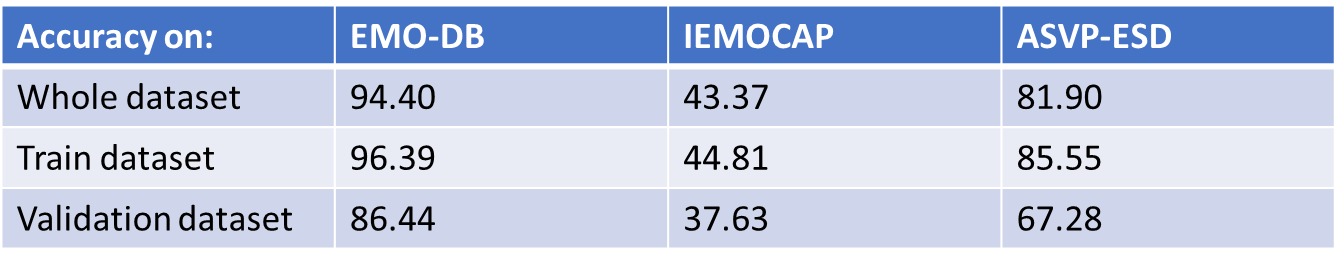 Accuracy on: EMO-DB IEMOCAP ASVP-ESD
Whole dataset 94.40 43.37 81.90
Train dataset 96.39 44.81 85.55
Validation dataset 86.44 37.63 67.28